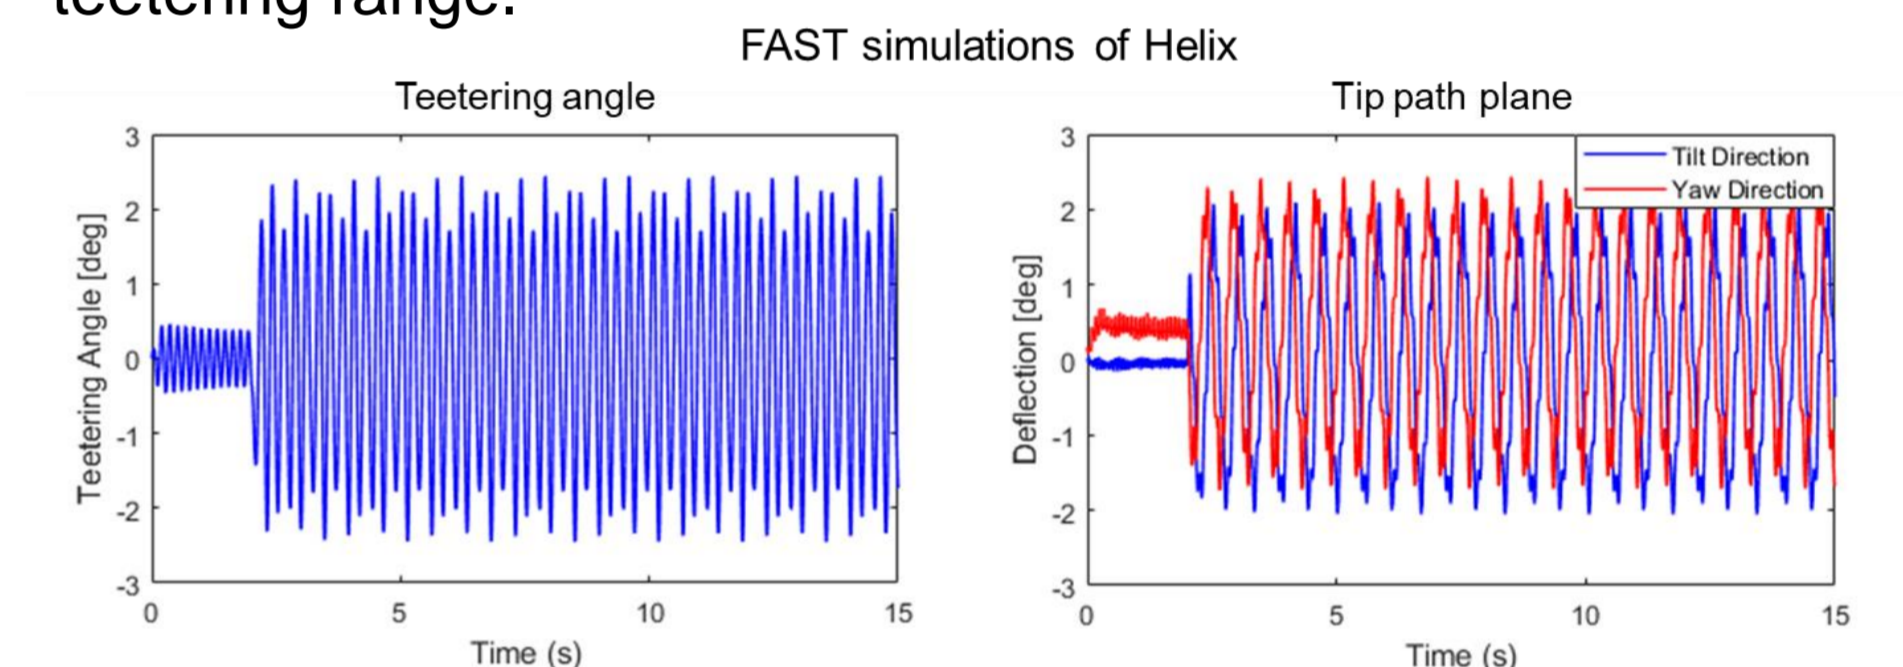 teetering range.
FAST simulations of Helix
Teetering angle
Tip path plane
3
2
1
0
-1
-2
-3
Teetering Angle [deg]
0
5
10
15
Time (s)
3
2
1
0
-1
-2
-3
Deflection [deg]
Tilt Direction
Yaw Direction
0
5
10
15
Time (s)